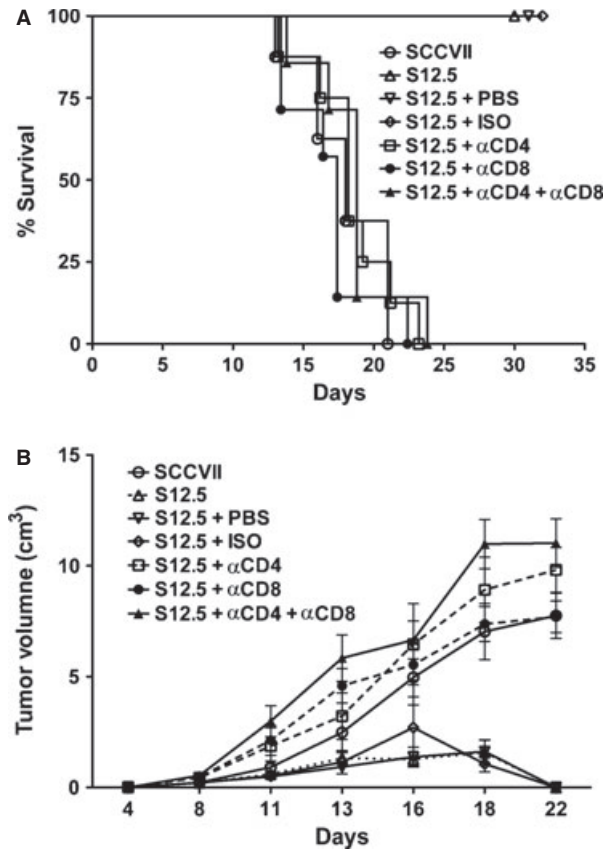 A
100
75
50
25
0
% Survival
SCCVII
S12.5
S12.5 + PBS
S12.5 + ISO
S12.5 + αCD4
S12.5 + αCD8
S12.5 + αCD4 + αCD8
0 5 10 15 20 25 30 35
Days
B
15
10
5
0
Tumor volumne (cm³)
SCCVII
S12.5
S12.5 + PBS
S12.5 + ISO
S12.5 + αCD4
S12.5 + αCD8
S12.5 + αCD4 + αCD8
4 8 11 13 16 18 22
Days